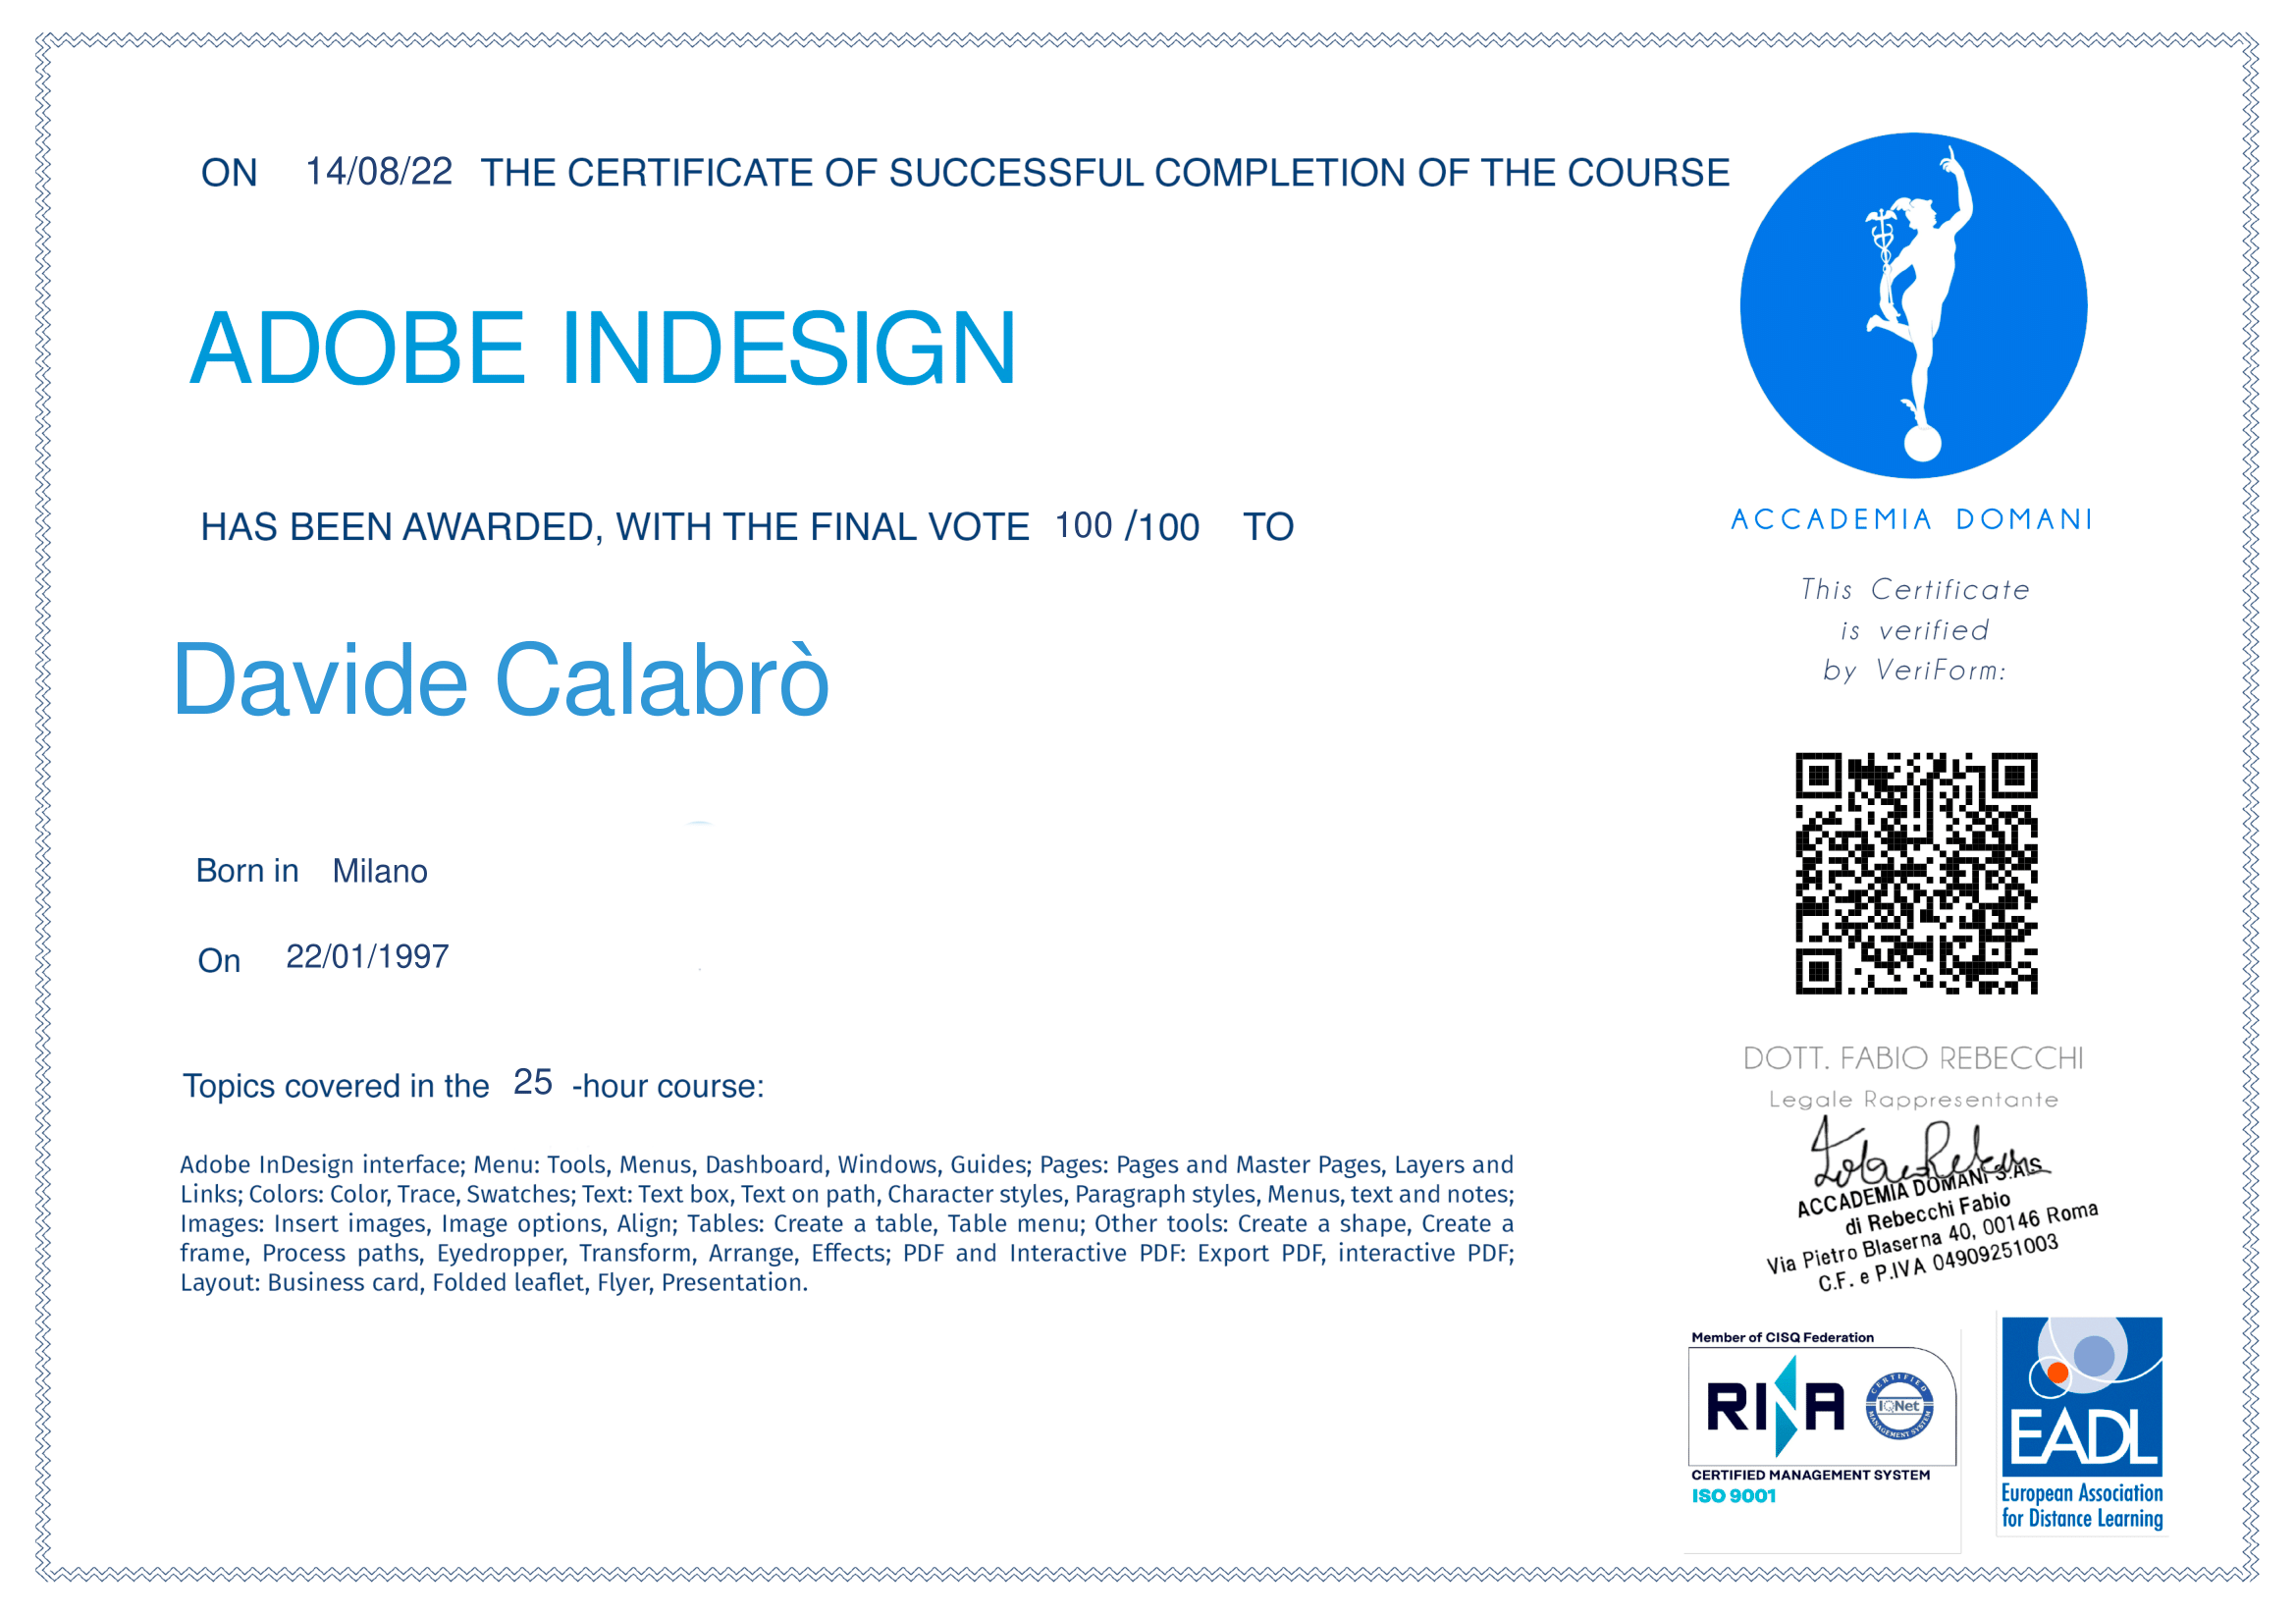 ON 14/08/22 THE CERTIFICATE OF SUCCESSFUL COMPLETION OF THE COURSE
ADOBE INDESIGN
HAS BEEN AWARDED, WITH THE FINAL VOTE 100 /100 TO
Davide Calabrò
Born in Milano
On 22/01/1997
Topics covered in the 25 -hour course:
Adobe InDesign interface; Menu: Tools, Menus, Dashboard, Windows, Guides; Pages: Pages and Master Pages, Layers and
Links; Colors: Color, Trace, Swatches; Text: Text box, Text on path, Character styles, Paragraph styles, Menus, text and notes;
Images: Insert images, Image options, Align; Tables: Create a table, Table menu; Other tools: Create a shape, Create a
frame, Process paths, Eyedropper, Transform, Arrange, Effects; PDF and Interactive PDF: Export PDF, interactive PDF;
Layout: Business card, Folded leaflet, Flyer, Presentation.
ACCADEMIA DOMANI
This Certificate
is verified
by VeriForm:
DOTT. FABIO REBECCHI
Legale Rappresentante
ACCADEMIA DOMANI S.A.S.
di Rebecchi Fabio
Via Pietro Blaserna 40, 00146 Roma
C.F. e P.IVA 04909251003
Member of CISQ Federation
RINA
CERTIFIED
IQNet
MANAGEMENT SYSTEM
CERTIFIED MANAGEMENT SYSTEM
ISO 9001
EADL
European Association
for Distance Learning